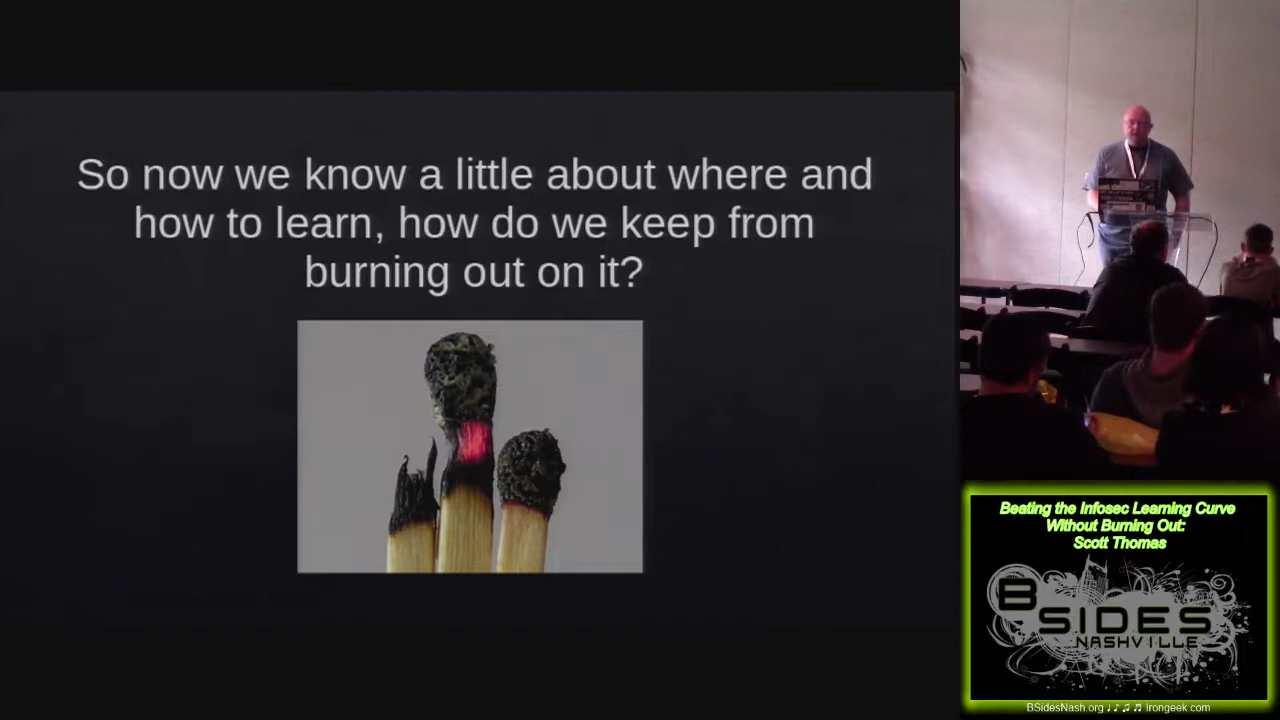 So now we know a little about where and
how to learn, how do we keep from
burning out on it?
Beating the Infosec Learning Curve
Without Burning Out:
Scott Thomas
BSIDES
NASHVILLE
BSidesNash.org ♩ ♪ ♫ ♬ Irongeek.com